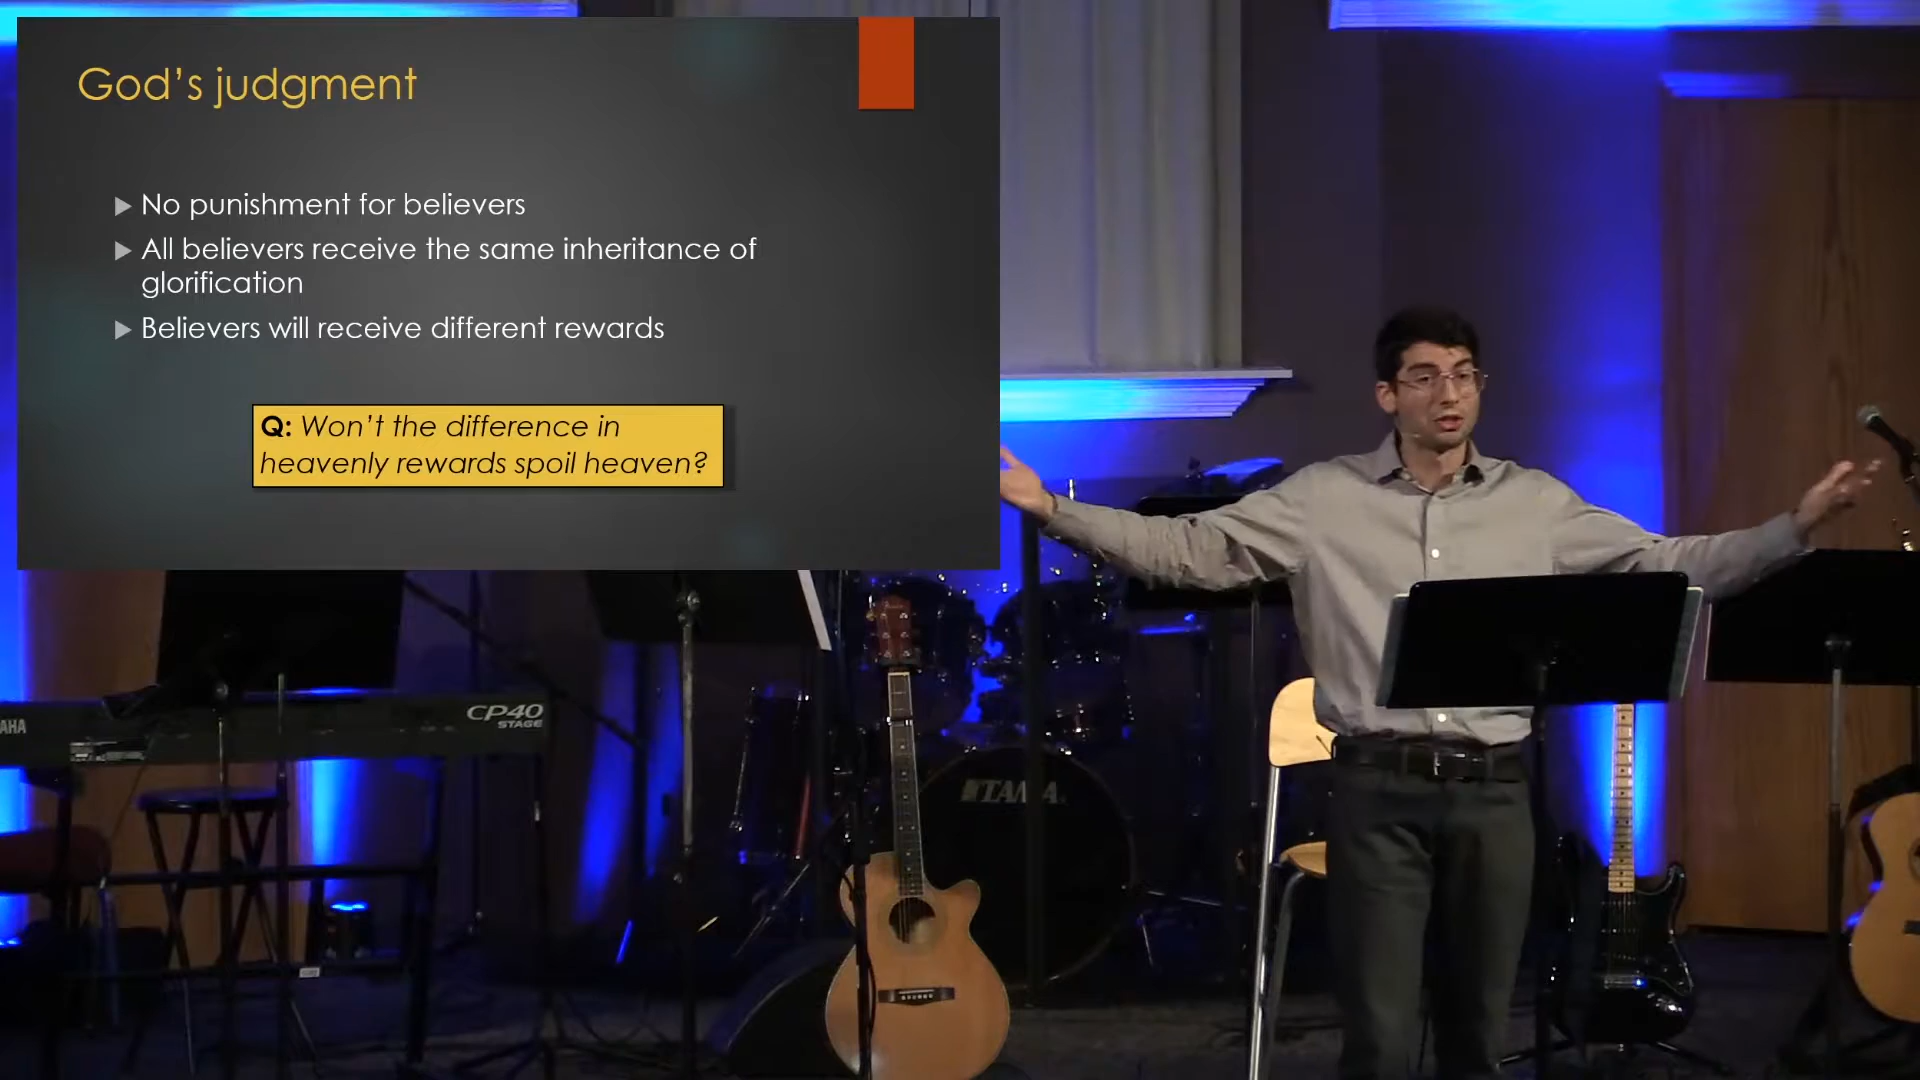 God's judgment
No punishment for believers
All believers receive the same inheritance of
glorification
Believers will receive different rewards
Q: Won't the difference in
heavenly rewards spoil heaven?
AHA
CP40
STAGE
TAMA